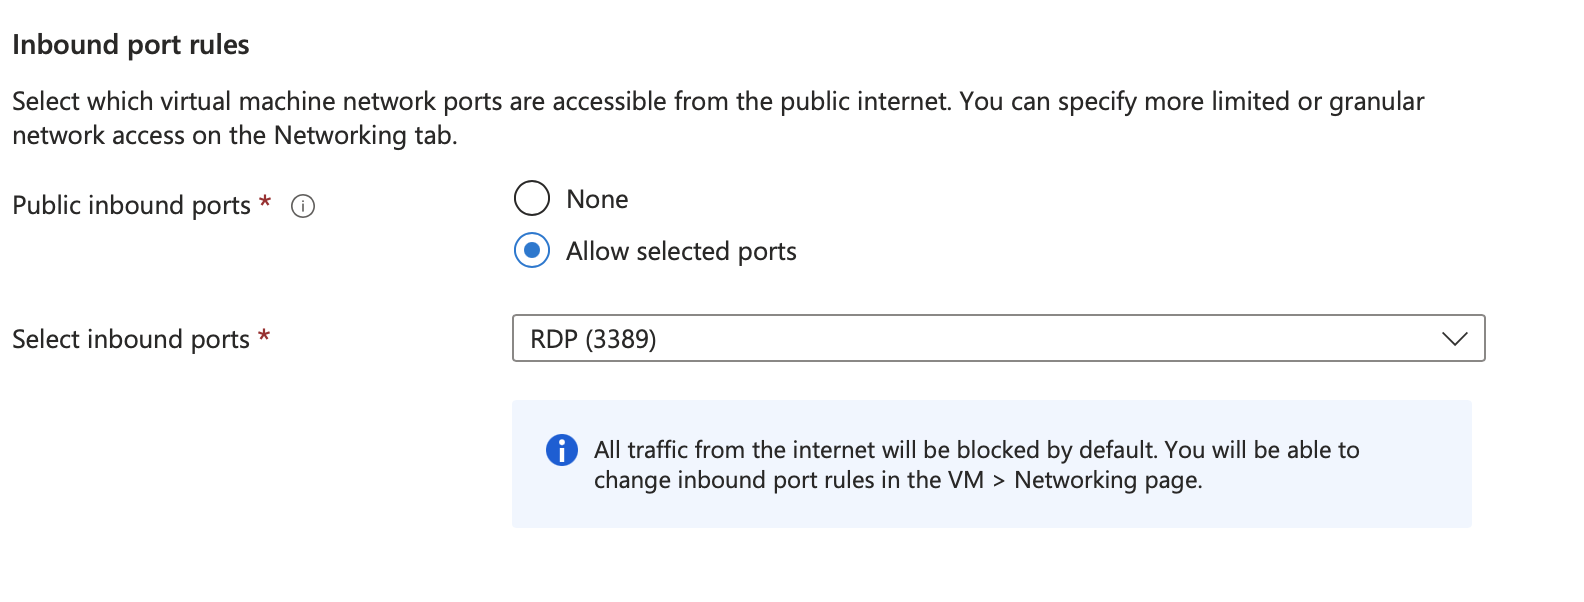 Inbound port rules
Select which virtual machine network ports are accessible from the public internet. You can specify more limited or granular
network access on the Networking tab.
Public inbound ports *
None
Allow selected ports
Select inbound ports *
RDP (3389)
All traffic from the internet will be blocked by default. You will be able to
change inbound port rules in the VM > Networking page.